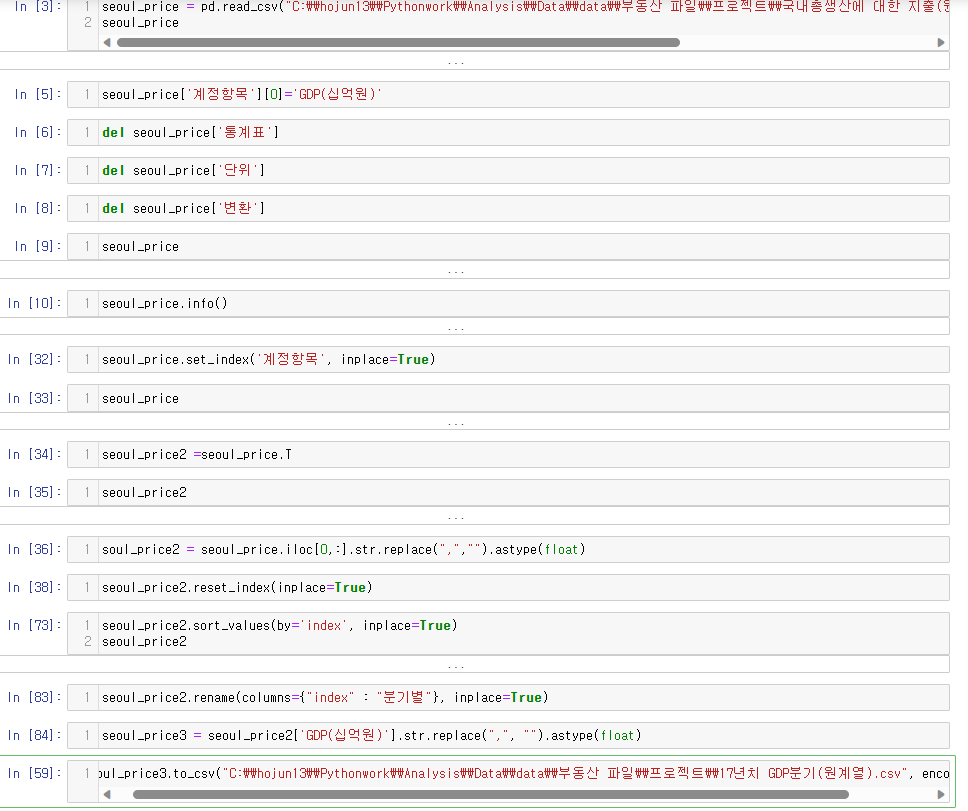 In [3]: 1 seoul_price = pd.read_csv("C:₩₩hojun13₩₩Pythonwork₩₩Analysis₩₩Data₩₩data₩₩부동산 파일₩₩프로젝트₩₩국내총생산에 대한 지출(원
2 seoul_price
...
In [5]: 1 seoul_price['계정항목'][0]='GDP(십억원)'
In [6]: 1 del seoul_price['통계표']
In [7]: 1 del seoul_price['단위']
In [8]: 1 del seoul_price['변환']
In [9]: 1 seoul_price
...
In [10]: 1 seoul_price.info()
...
In [32]: 1 seoul_price.set_index('계정항목', inplace=True)
In [33]: 1 seoul_price
...
In [34]: 1 seoul_price2 =seoul_price.T
In [35]: 1 seoul_price2
...
In [36]: 1 soul_price2 = seoul_price.iloc[0,:].str.replace(",","").astype(float)
In [38]: 1 seoul_price2.reset_index(inplace=True)
In [73]: 1 seoul_price2.sort_values(by='index', inplace=True)
2 seoul_price2
...
In [83]: 1 seoul_price2.rename(columns={"index" : "분기별"}, inplace=True)
In [84]: 1 seoul_price3 = seoul_price2['GDP(십억원)'].str.replace(",", "").astype(float)
In [59]: 1 oul_price3.to_csv("C:₩₩hojun13₩₩Pythonwork₩₩Analysis₩₩Data₩₩data₩₩부동산 파일₩₩프로젝트₩₩17년치 GDP분기(원계열).csv", enco